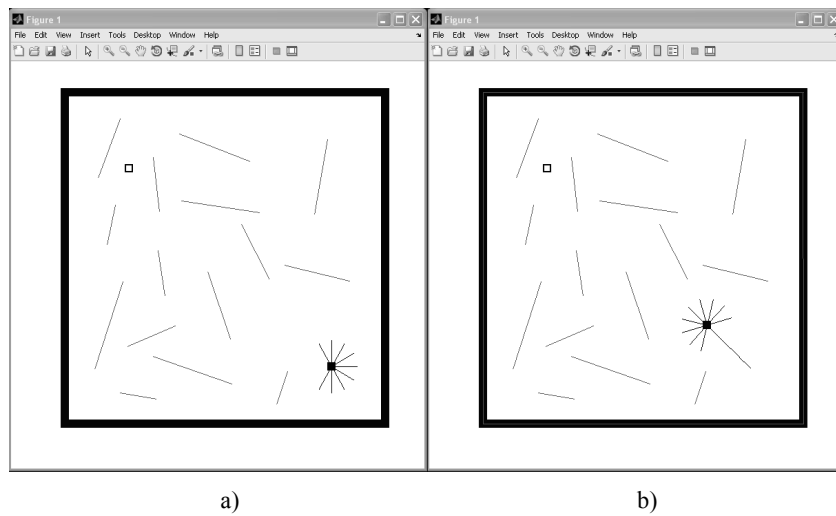 Figure 1
File Edit View Insert Tools Desktop Window Help
Figure 1
File Edit View Insert Tools Desktop Window Help
a) b)